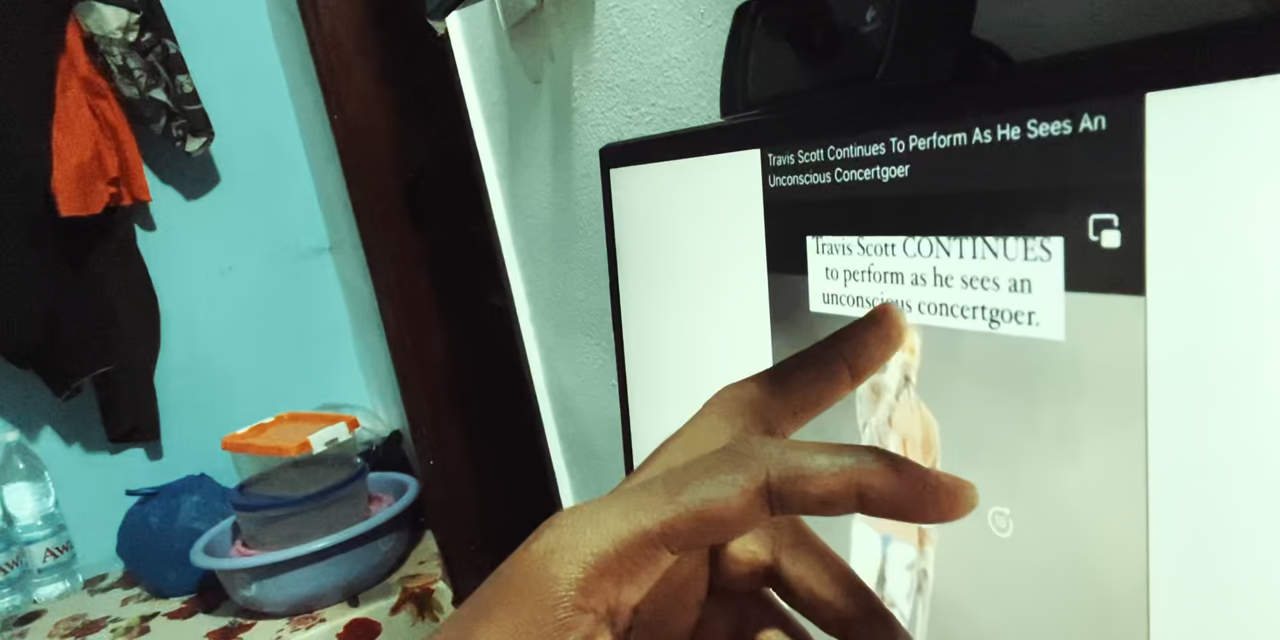 Travis Scott Continues To Perform As He Sees An
Unconscious Concertgoer
Travis Scott CONTINUES
to perform as he sees an
unconscious concertgoer.